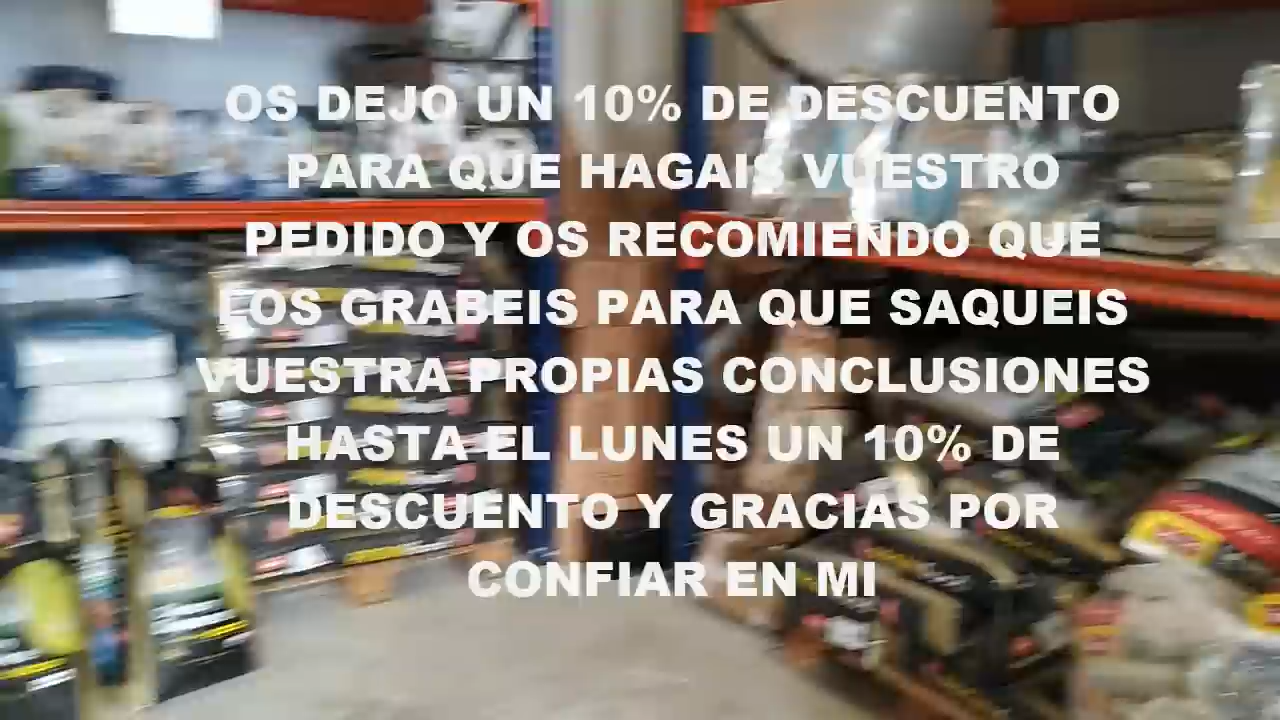 OS DEJO UN 10% DE DESCUENTO
PARA QUE HAGAIS VUESTRO
PEDIDO Y OS RECOMIENDO QUE
LOS GRABEIS PARA QUE SAQUEIS
VUESTRA PROPIAS CONCLUSIONES
HASTA EL LUNES UN 10% DE
DESCUENTO Y GRACIAS POR
CONFIAR EN MI